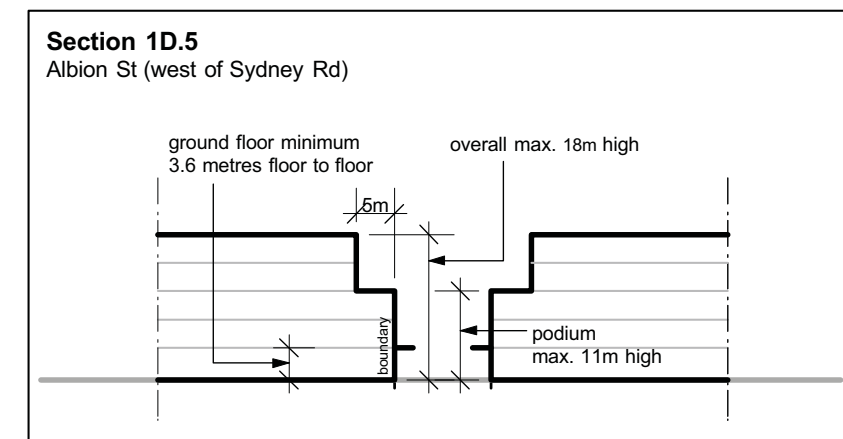 Section 1D.5
Albion St (west of Sydney Rd)
ground floor minimum
3.6 metres floor to floor
overall max. 18m high
5m
boundary
podium
max. 11m high